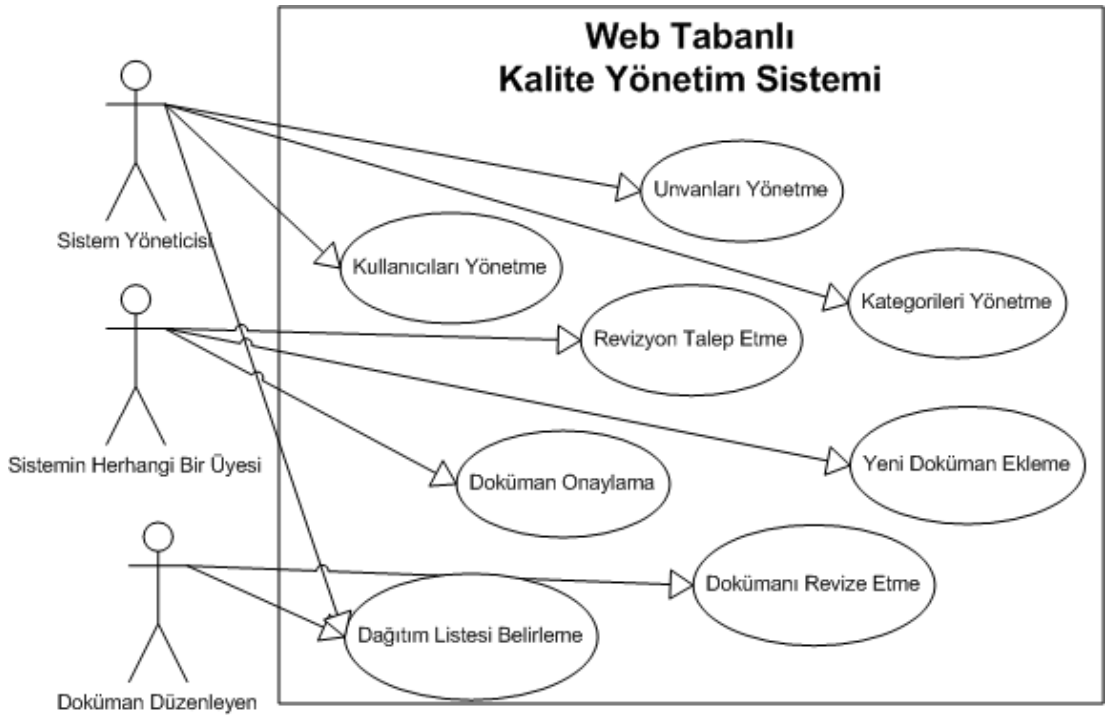 Web Tabanlı
Kalite Yönetim Sistemi
Unvanları Yönetme
Sistem Yöneticisi
Kullanıcıları Yönetme
Kategorileri Yönetme
Revizyon Talep Etme
Sistemin Herhangi Bir Üyesi
Yeni Doküman Ekleme
Doküman Onaylama
Dokümanı Revize Etme
Dağıtım Listesi Belirleme
Doküman Düzenleyen